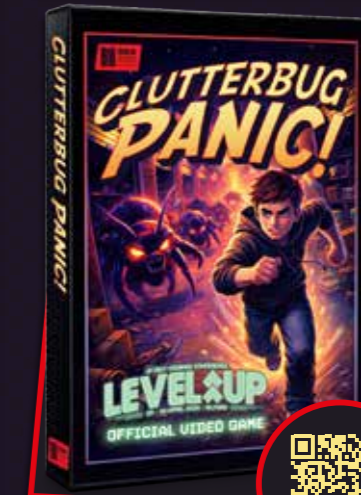 CLUTTERBUG PANIC!
CLUTTERBUG
PANIC!
LEVEL UP
OFFICIAL VIDEO GAME